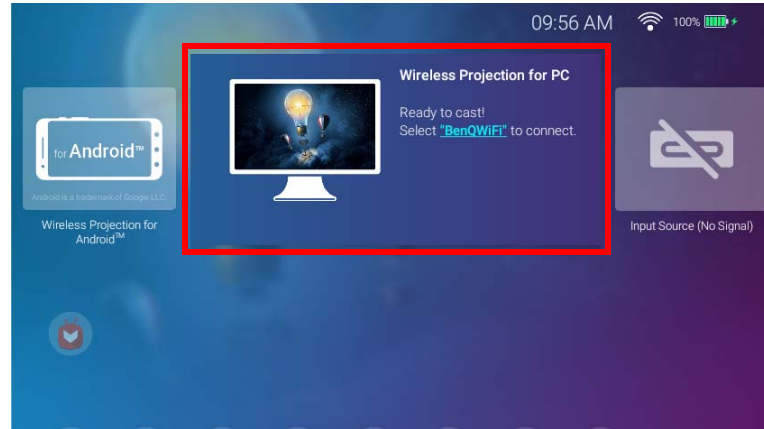 09:56 AM
100%
Wireless Projection for PC
Ready to cast!
Select "BenQWiFi" to connect.
for Android™
Android is a trademark of Google LLC.
Wireless Projection for
Android™
Input Source (No Signal)